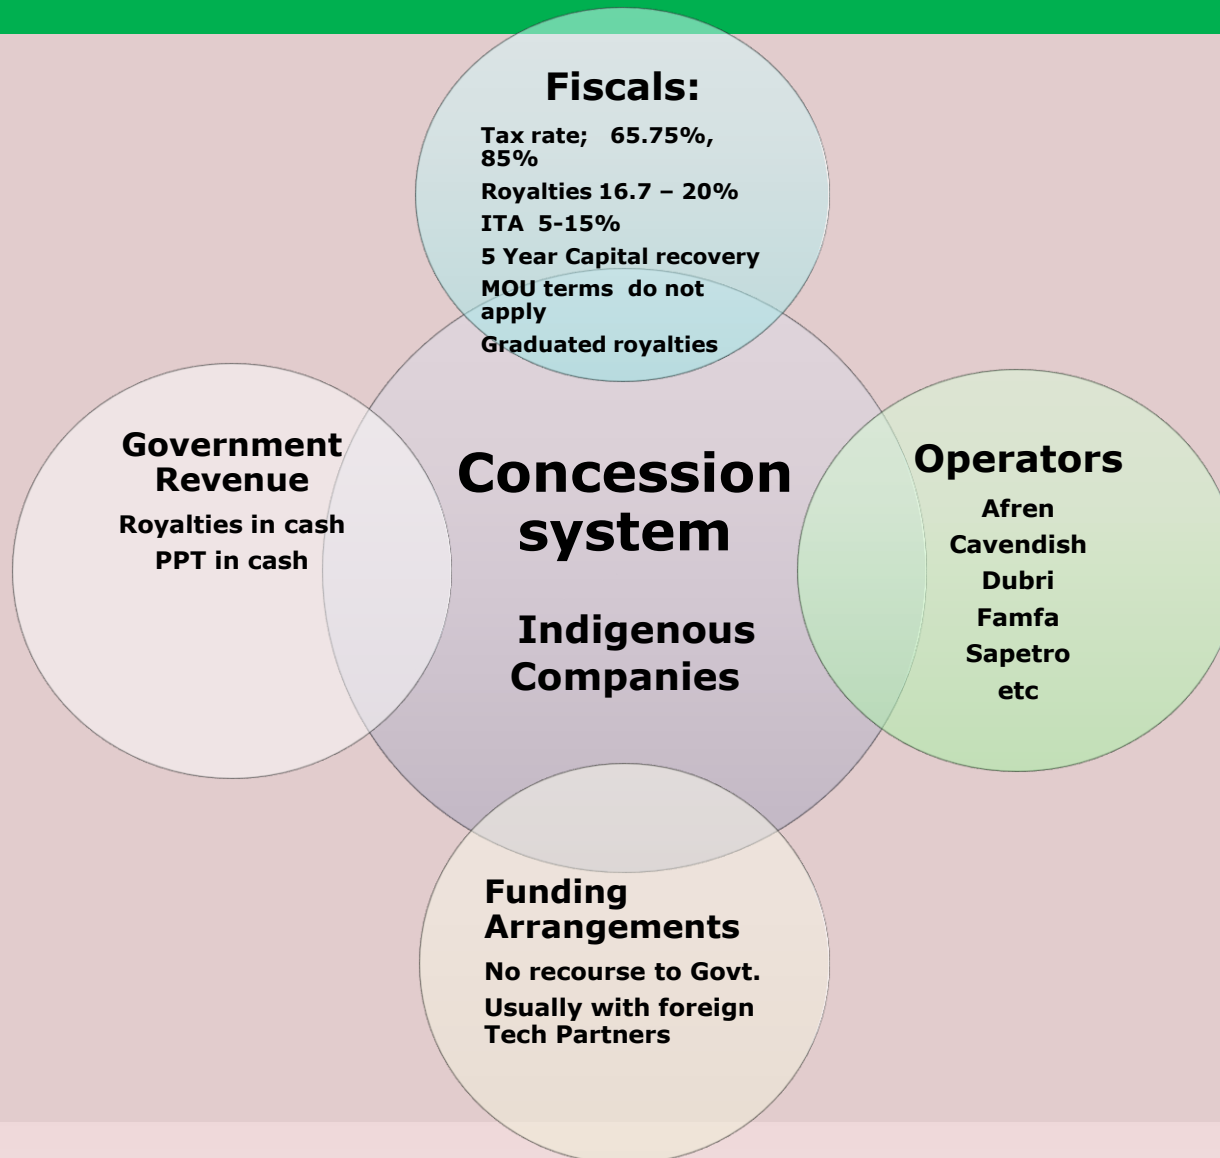 Fiscals:
Tax rate;   65.75%,
85%
Royalties 16.7 – 20%
ITA  5-15%
5 Year Capital recovery
MOU terms  do not
apply
Graduated royalties
Government
Revenue
Royalties in cash
PPT in cash
Concession
system
Indigenous
Companies
Operators
Afren
Cavendish
Dubri
Famfa
Sapetro
etc
Funding
Arrangements
No recourse to Govt.
Usually with foreign
Tech Partners